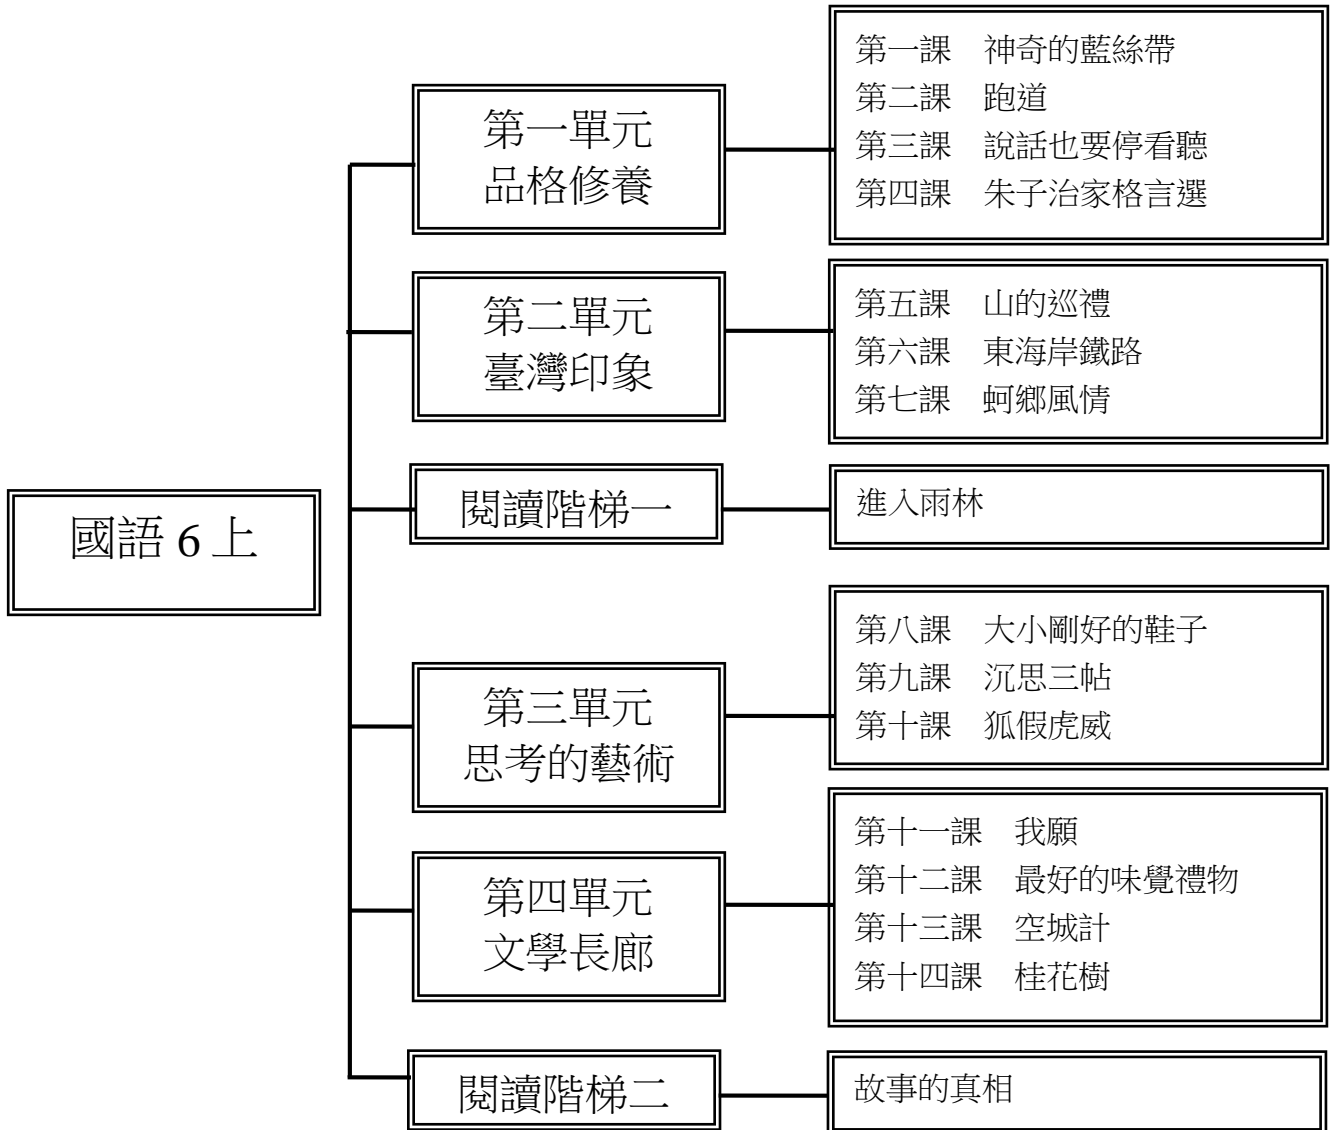 國語 6 上
第一單元
品格修養
第一課　神奇的藍絲帶
第二課　跑道
第三課　說話也要停看聽
第四課　朱子治家格言選
第二單元
臺灣印象
第五課　山的巡禮
第六課　東海岸鐵路
第七課　蚵鄉風情
閱讀階梯一
進入雨林
第三單元
思考的藝術
第八課　大小剛好的鞋子
第九課　沉思三帖
第十課　狐假虎威
第四單元
文學長廊
第十一課　我願
第十二課　最好的味覺禮物
第十三課　空城計
第十四課　桂花樹
閱讀階梯二
故事的真相